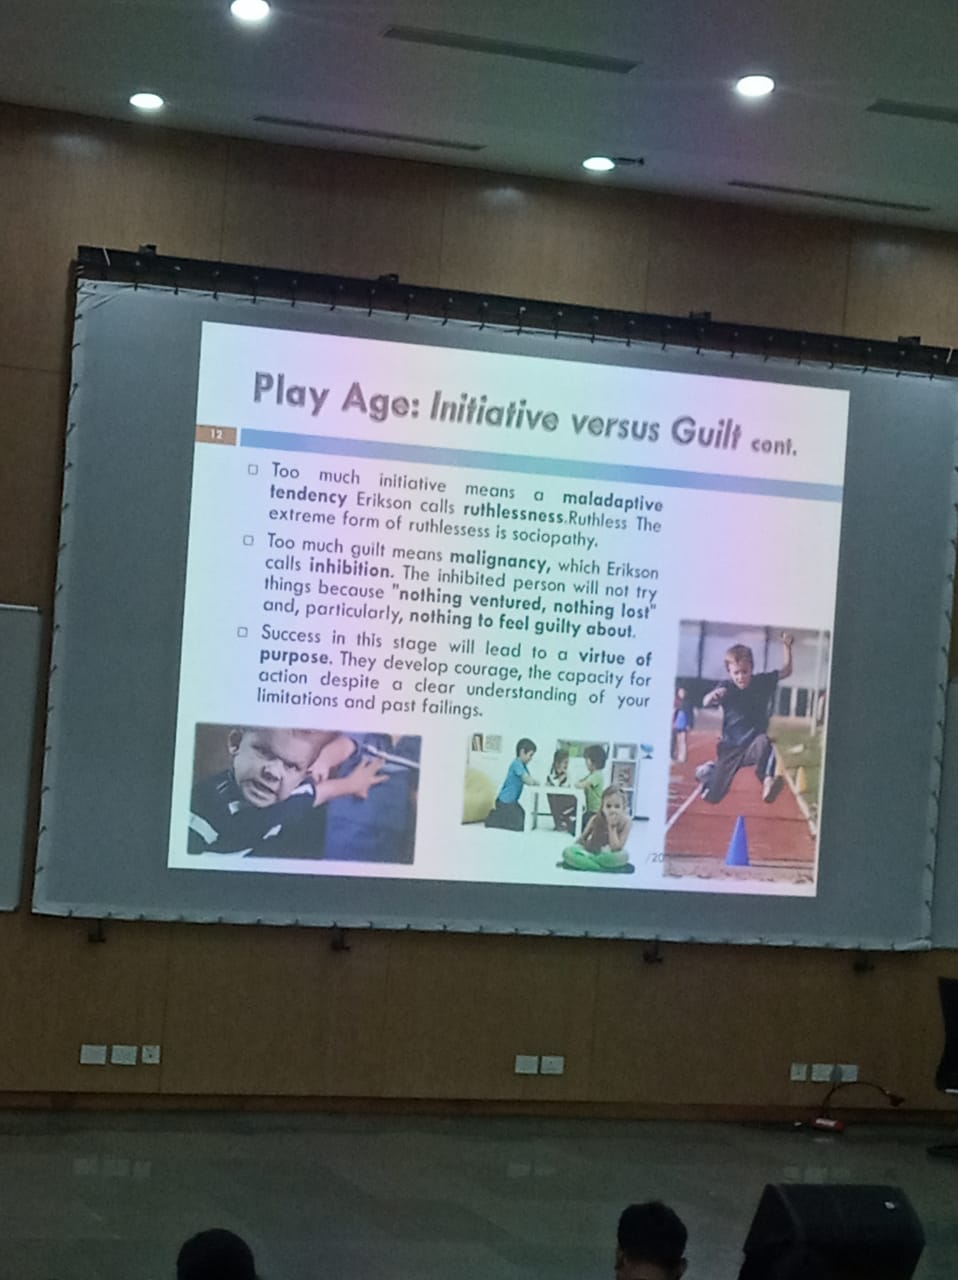 Play Age: Initiative versus Guilt cont.
12
Too much initiative means a maladaptive
tendency Erikson calls ruthlessness.Ruthless The
extreme form of ruthlessess is sociopathy.
Too much guilt means malignancy, which Erikson
calls inhibition. The inhibited person will not try
things because "nothing ventured, nothing lost"
and, particularly, nothing to feel guilty about.
Success in this stage will lead to a virtue of
purpose. They develop courage, the capacity for
action despite a clear understanding of your
limitations and past failings.
/20